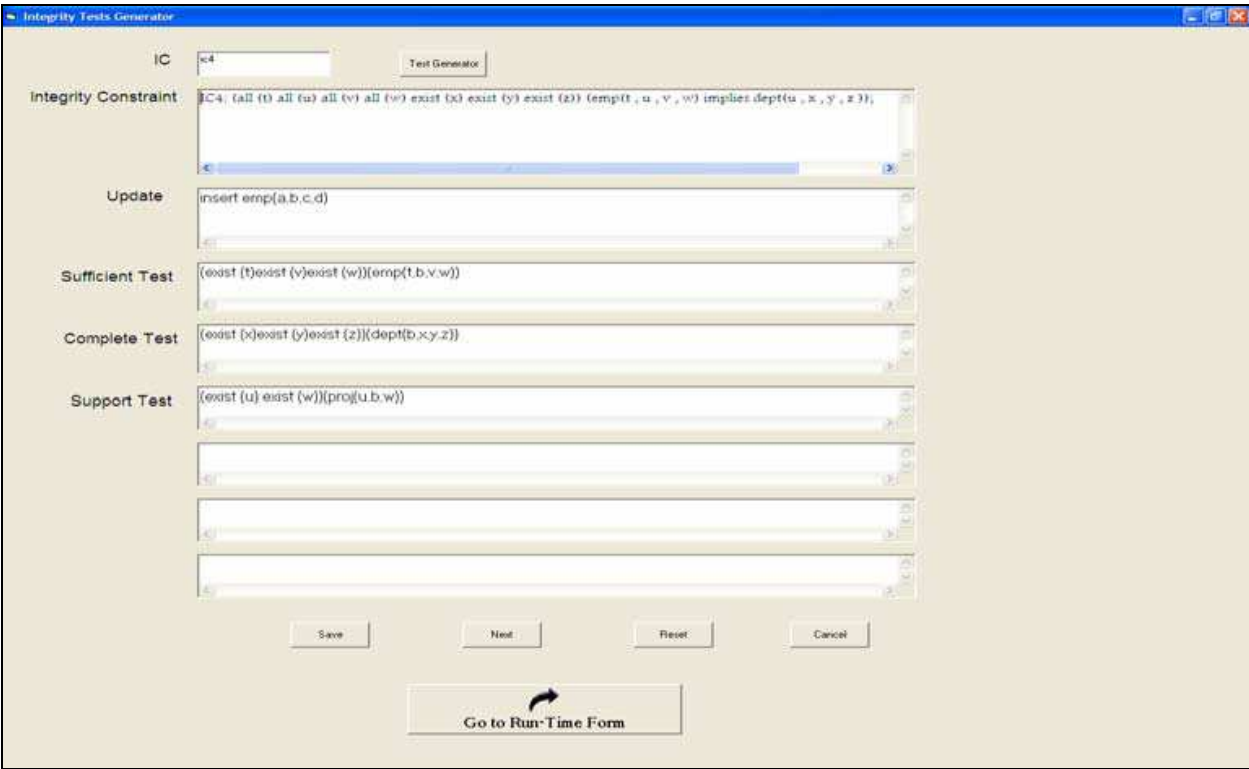 Integrity Tests Generator
IC
ic4
Test Generator
Integrity Constraint
IC4: (all (t) all (u) all (v) all (w) exist (x) exist (y) exist (z)) (emp(t , u , v , w) implies dept(u , x , y , z ));
Update
insert emp(a,b,c,d)
Sufficient Test
(exist (t)exist (v)exist (w))(emp(t,b,v,w))
Complete Test
(exist (x)exist (y)exist (z))(dept(b,x,y,z))
Support Test
(exist (u) exist (w))(proj(u,b,w))
Save
Next
Reset
Cancel
Go to Run-Time Form